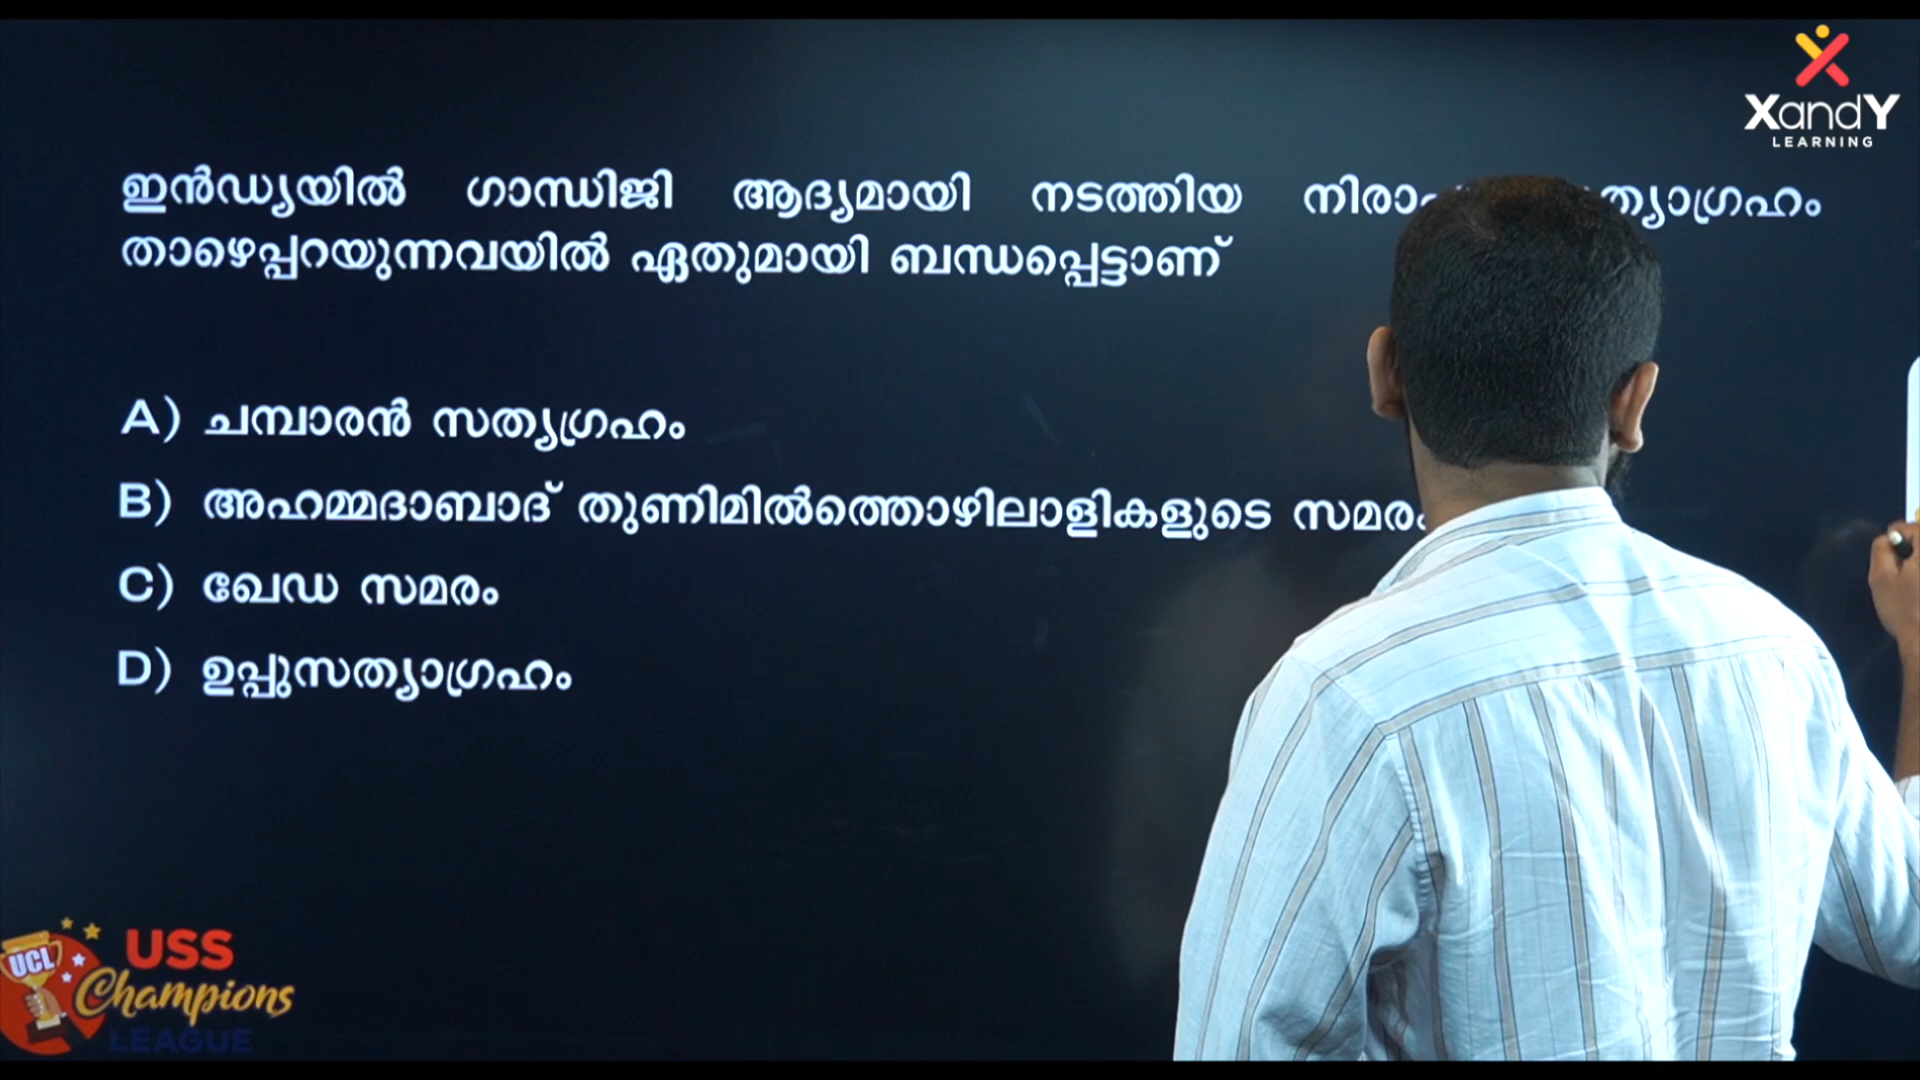 XandY
LEARNING
ഇൻഡ്യയിൽ ഗാന്ധിജി ആദ്യമായി നടത്തിയ
താഴെപ്പറയുന്നവയിൽ ഏതുമായി ബന്ധപ്പെട്ടാണ്
A) ചമ്പാരൻ സത്യഗ്രഹം
B) അഹമ്മദാബാദ് തുണിമിൽത്തൊഴിലാളികളുടെ സമരം
C) ഖേഡ സമരം
D) ഉപ്പുസത്യാഗ്രഹം
UCL
USS
Champions
LEAGUE